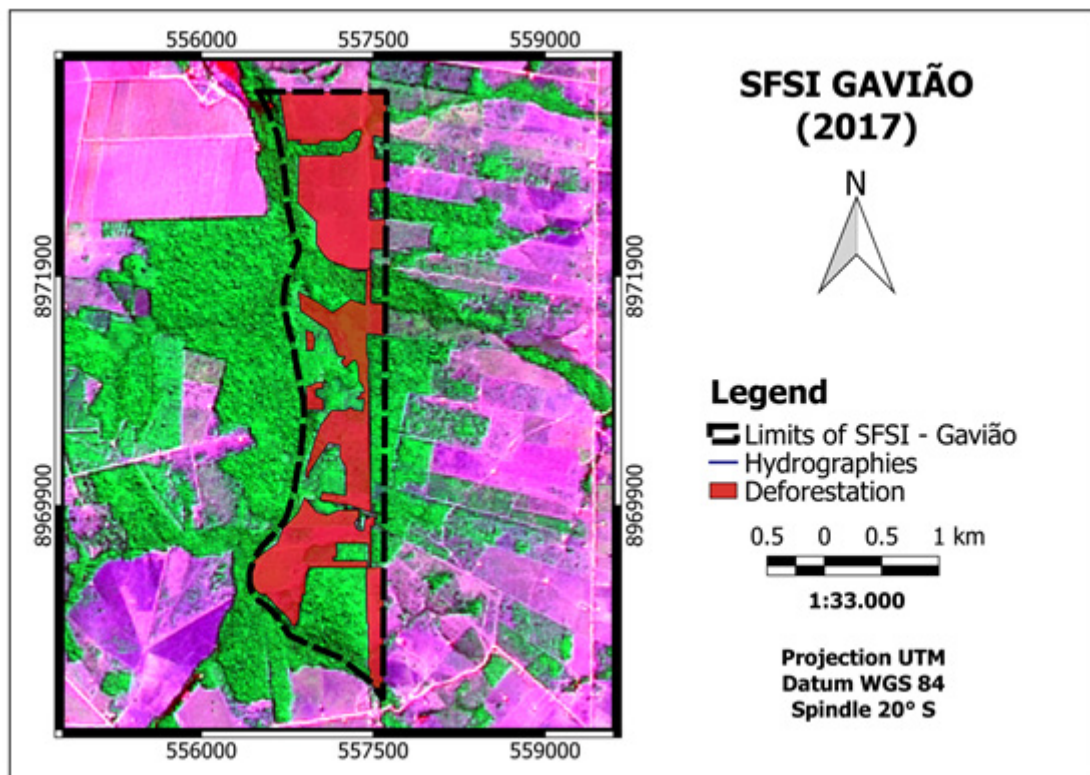 556000 557500 559000
8971900
8969900
8971900
8969900
556000 557500 559000
SFSI GAVIÃO
(2017)
N
Legend
Limits of SFSI - Gavião
Hydrographies
Deforestation
0.5 0 0.5 1 km
1:33.000
Projection UTM
Datum WGS 84
Spindle 20° S